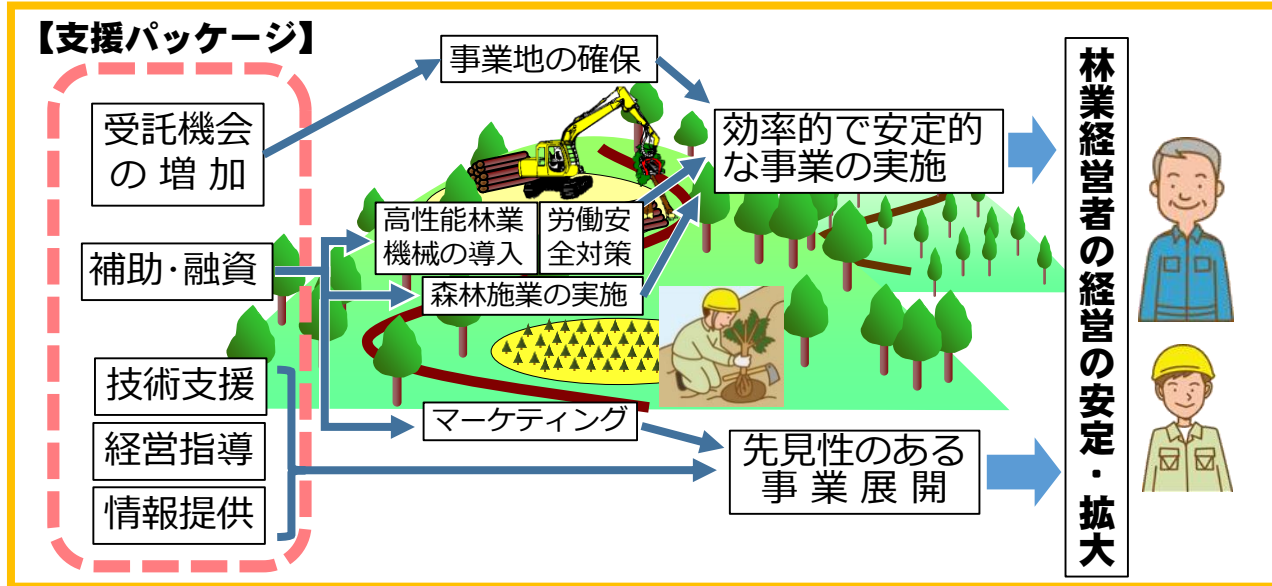 【支援パッケージ】
受託機会
の増加
補助・融資
技術支援
経営指導
情報提供
事業地の確保
高性能林業
機械の導入
労働安
全対策
森林施業の実施
マーケティング
効率的で安定的
な事業の実施
先見性のある
事業展開
林業経営者の経営の安定・拡大